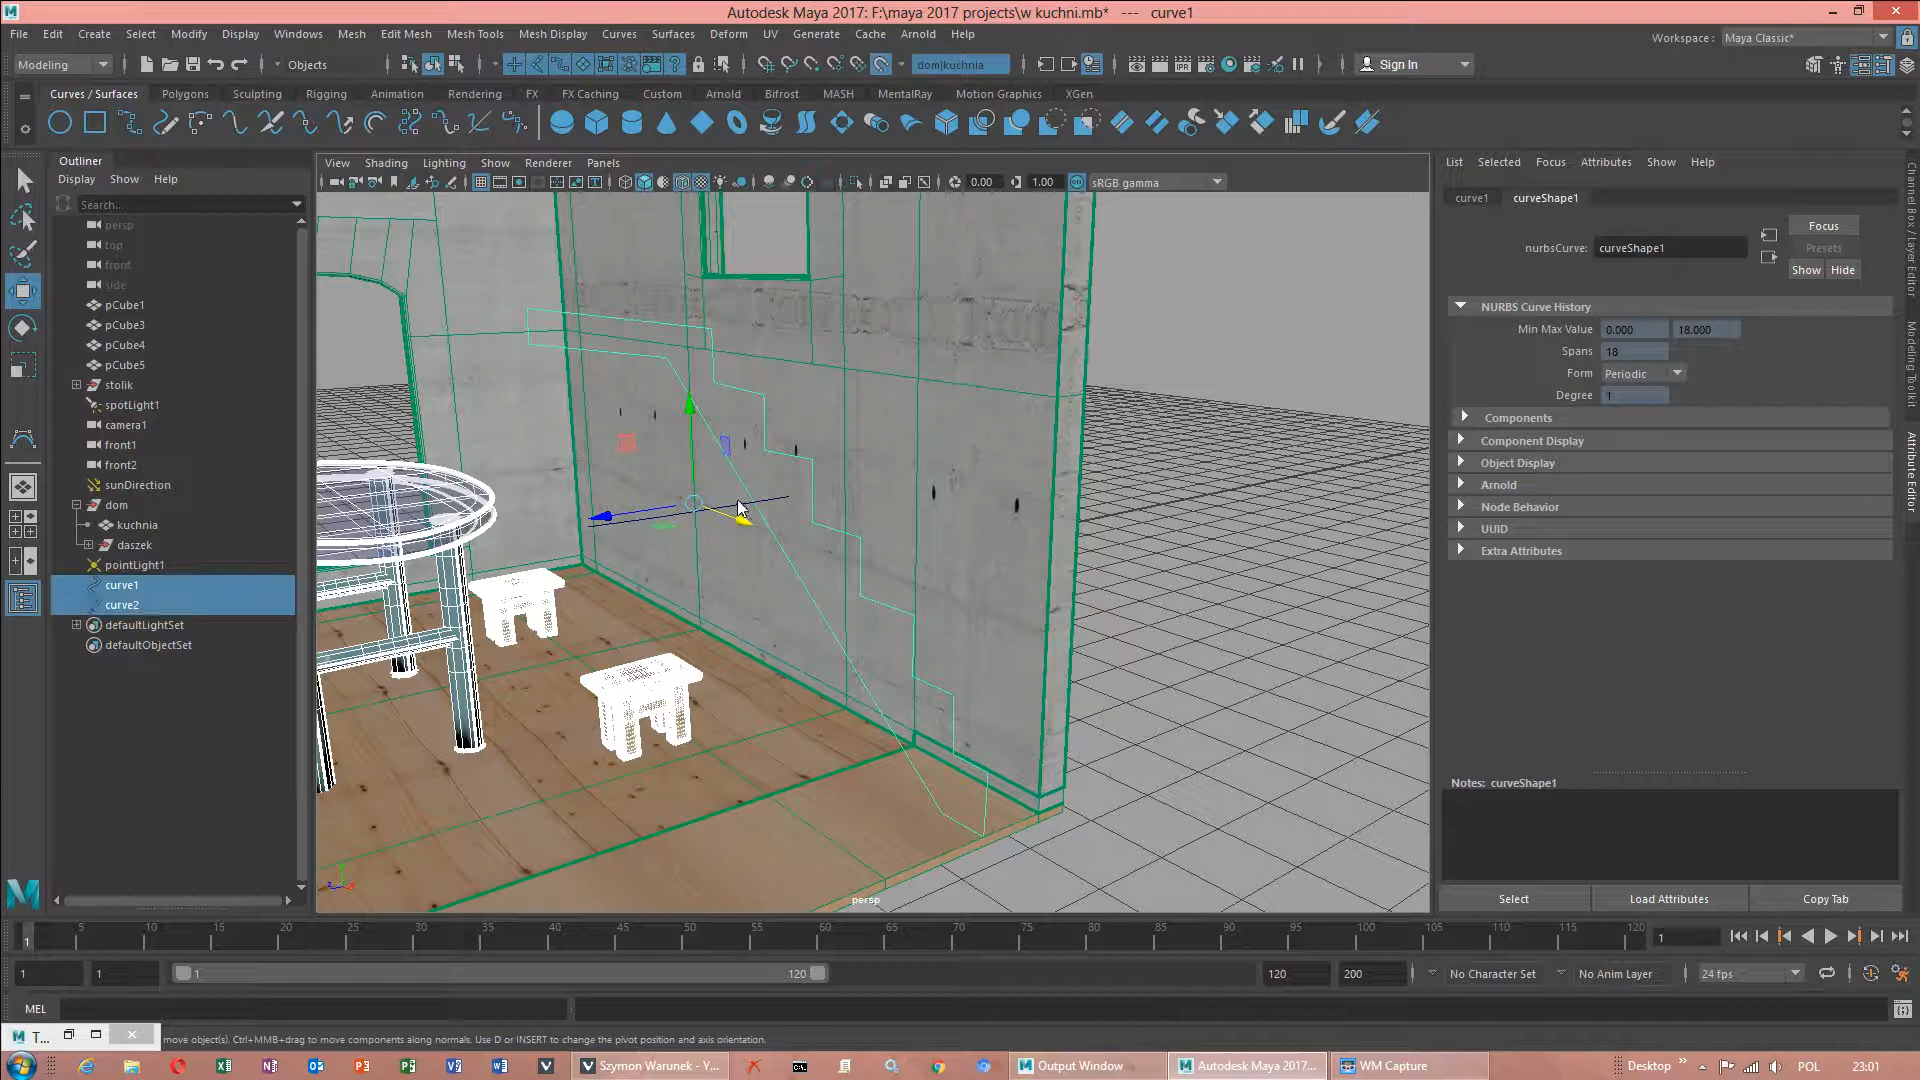 Autodesk Maya 2017: F:\maya 2017 projects\w kuchni.mb* --- curve1
File Edit Create Select Modify Display Windows Mesh Edit Mesh Mesh Tools Mesh Display Curves Surfaces Deform UV Generate Cache Arnold Help
Workspace : Maya Classic*
Modeling Objects dom|kuchnia Sign In
Curves / Surfaces Polygons Sculpting Rigging Animation Rendering FX FX Caching Custom Arnold Bifrost MASH MentalRay Motion Graphics XGen
Outliner
Display Show Help
Search...
persp
top
front
side
pCube1
pCube3
pCube4
pCube5
stolik
spotLight1
camera1
front1
front2
sunDirection
dom
kuchnia
daszek
pointLight1
curve1
curve2
defaultLightSet
defaultObjectSet
View Shading Lighting Show Renderer Panels
0.00 1.00 sRGB gamma
persp
List Selected Focus Attributes Show Help
curve1 curveShape1
Focus
nurbsCurve: curveShape1
Presets
Show Hide
NURBS Curve History
Min Max Value 0.000 18.000
Spans 18
Form Periodic
Degree 1
Components
Component Display
Object Display
Arnold
Node Behavior
UUID
Extra Attributes
Notes: curveShape1
Select Load Attributes Copy Tab
Channel Box / Layer Editor
Modeling Toolkit
Attribute Editor
1 5 10 15 20 25 30 35 40 45 50 55 60 65 70 75 80 85 90 95 100 105 110 115 120 1
1 1 1 120 120 200 No Character Set No Anim Layer 24 fps
MEL
T... move object(s). Ctrl+MMB+drag to move components along normals. Use D or INSERT to change the pivot position and axis orientation.
Szymon Warunek - Y... Output Window Autodesk Maya 2017... WM Capture Desktop POL 23:01